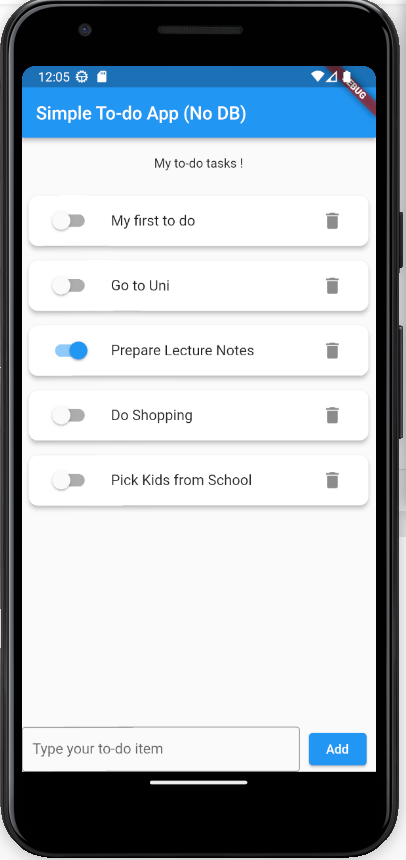 12:05
DEBUG
Simple To-do App (No DB)
My to-do tasks !
My first to do
Go to Uni
Prepare Lecture Notes
Do Shopping
Pick Kids from School
Type your to-do item
Add